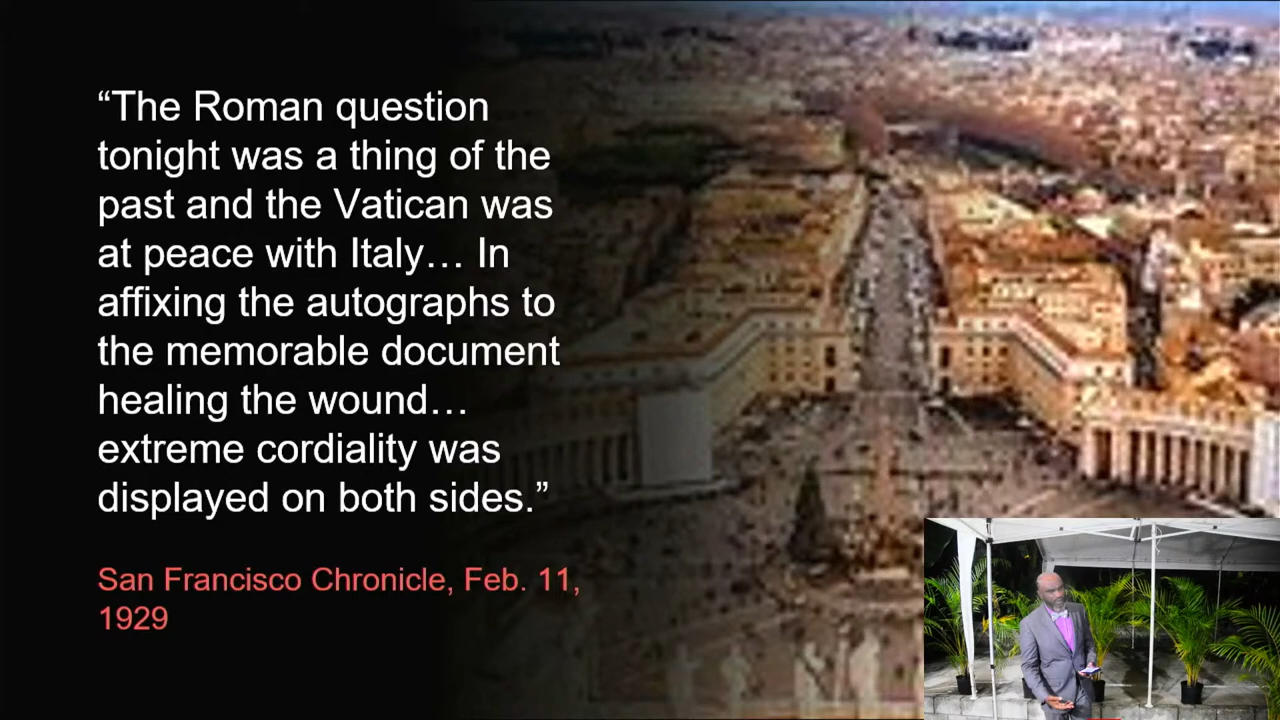 “The Roman question
tonight was a thing of the
past and the Vatican was
at peace with Italy… In
affixing the autographs to
the memorable document
healing the wound…
extreme cordiality was
displayed on both sides.”
San Francisco Chronicle, Feb. 11,
1929